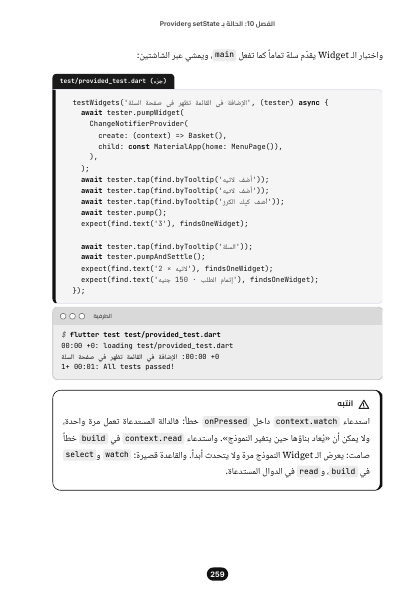 الفصل 10: الحالة بـ setState وProvider
واختبار الـ Widget يقدّم سلة تماماً كما تفعل main، ويمشي عبر الشاشتين:
test/provided_test.dart (جزء)
testWidgets('الإضافة في القائمة تظهر في صفحة السلة', (tester) async {
await tester.pumpWidget(
ChangeNotifierProvider(
create: (context) => Basket(),
child: const MaterialApp(home: MenuPage()),
),
);
await tester.tap(find.byTooltip('أضف لاتيه'));
await tester.tap(find.byTooltip('أضف لاتيه'));
await tester.tap(find.byTooltip('أضف كيك الكرز'));
await tester.pump();
expect(find.text('3'), findsOneWidget);
await tester.tap(find.byTooltip('السلة'));
await tester.pumpAndSettle();
expect(find.text('لاتيه × 2'), findsOneWidget);
expect(find.text('إتمام الطلب · 150 جنيه'), findsOneWidget);
});
الطرفية
$ flutter test test/provided_test.dart
00:00 +0: loading test/provided_test.dart
00:00 +0: الإضافة في القائمة تظهر في صفحة السلة
00:01 +1: All tests passed!
انتبه
استدعاء context.watch داخل onPressed خطأ: فالدالة المستدعاة تعمل مرة واحدة،
ولا يمكن أن «يُعاد بناؤها حين يتغير النموذج». واستدعاء context.read في build خطأ
صامت: يعرض الـ Widget النموذج مرة ولا يتحدث أبداً. والقاعدة قصيرة: watch و select
في build، و read في الدوال المستدعاة.
259